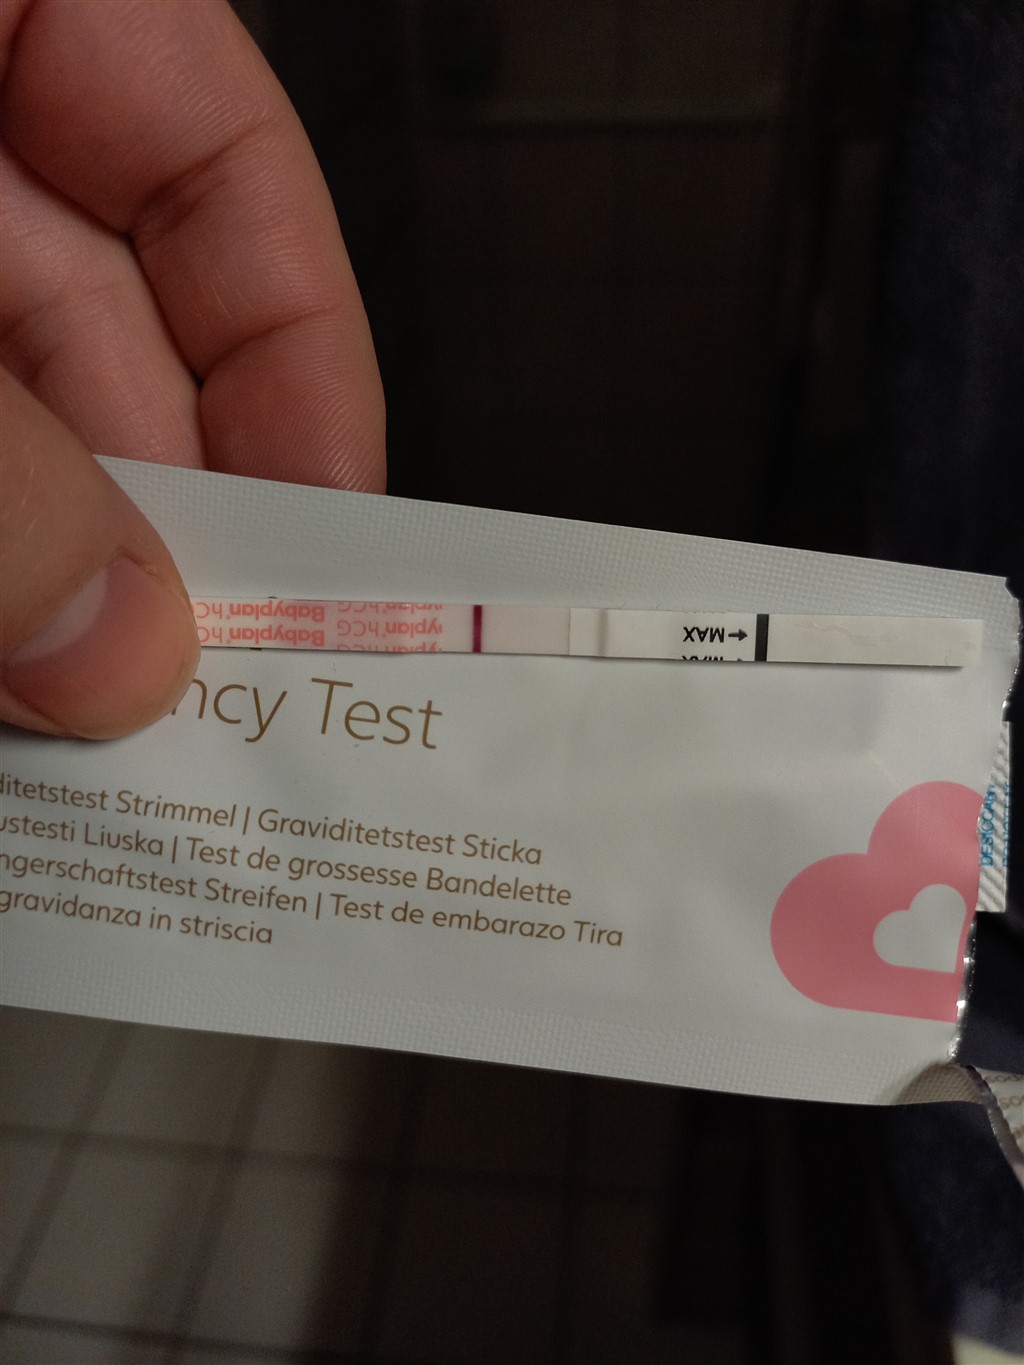 Babyplan hCG
Babyplan hCG
MAX
ncy Test
ditetstest Strimmel | Graviditetstest Sticka
ustesti Liuska | Test de grossesse Bandelette
ngerschaftstest Streifen | Test de embarazo Tira
gravidanza in striscia